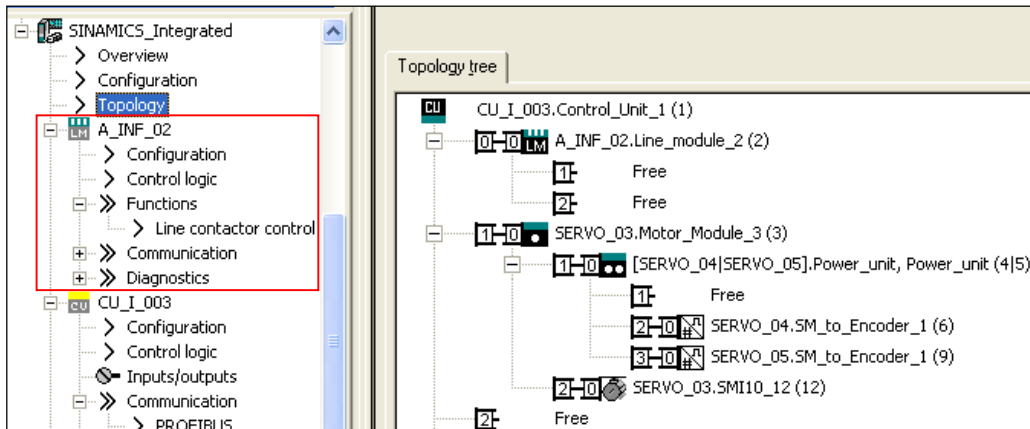 SINAMICS_Integrated
Overview
Configuration
Topology
LM A_INF_02
Configuration
Control logic
Functions
Line contactor control
Communication
Diagnostics
CU CU_I_003
Configuration
Control logic
Inputs/outputs
Communication
PROFIBUS
Topology tree
CU CU_I_003.Control_Unit_1 (1)
0 0 LM A_INF_02.Line_module_2 (2)
1 Free
2 Free
1 0 SERVO_03.Motor_Module_3 (3)
1 0 [SERVO_04|SERVO_05].Power_unit, Power_unit (4|5)
1 Free
2 0 # SERVO_04.SM_to_Encoder_1 (6)
3 0 # SERVO_05.SM_to_Encoder_1 (9)
2 0 SERVO_03.SMI10_12 (12)
2 Free